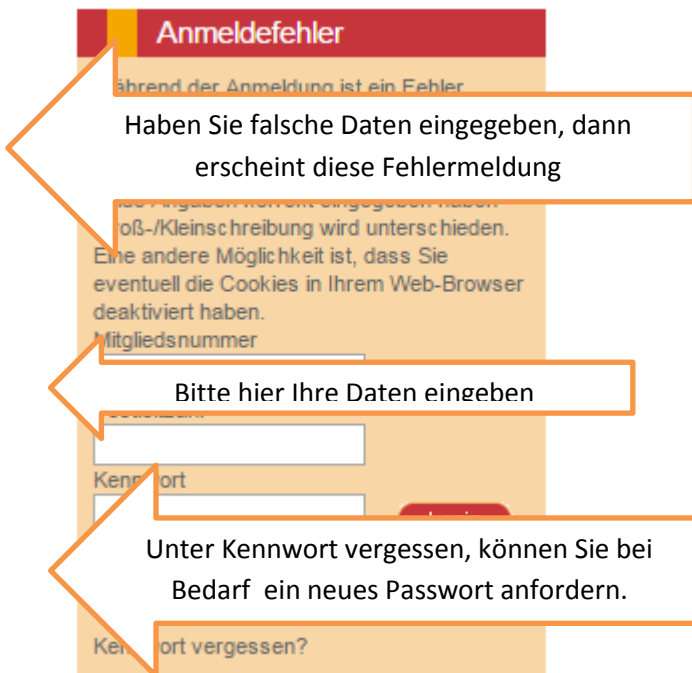 Anmeldefehler
ährend der Anmeldung ist ein Fehler
Haben Sie falsche Daten eingegeben, dann
erscheint diese Fehlermeldung
roß-/Kleinschreibung wird unterschieden.
Eine andere Möglichkeit ist, dass Sie
eventuell die Cookies in Ihrem Web-Browser
deaktiviert haben.
Mitgliedsnummer
Bitte hier Ihre Daten eingeben
Kennwort
Unter Kennwort vergessen, können Sie bei
Bedarf ein neues Passwort anfordern.
Kennwort vergessen?